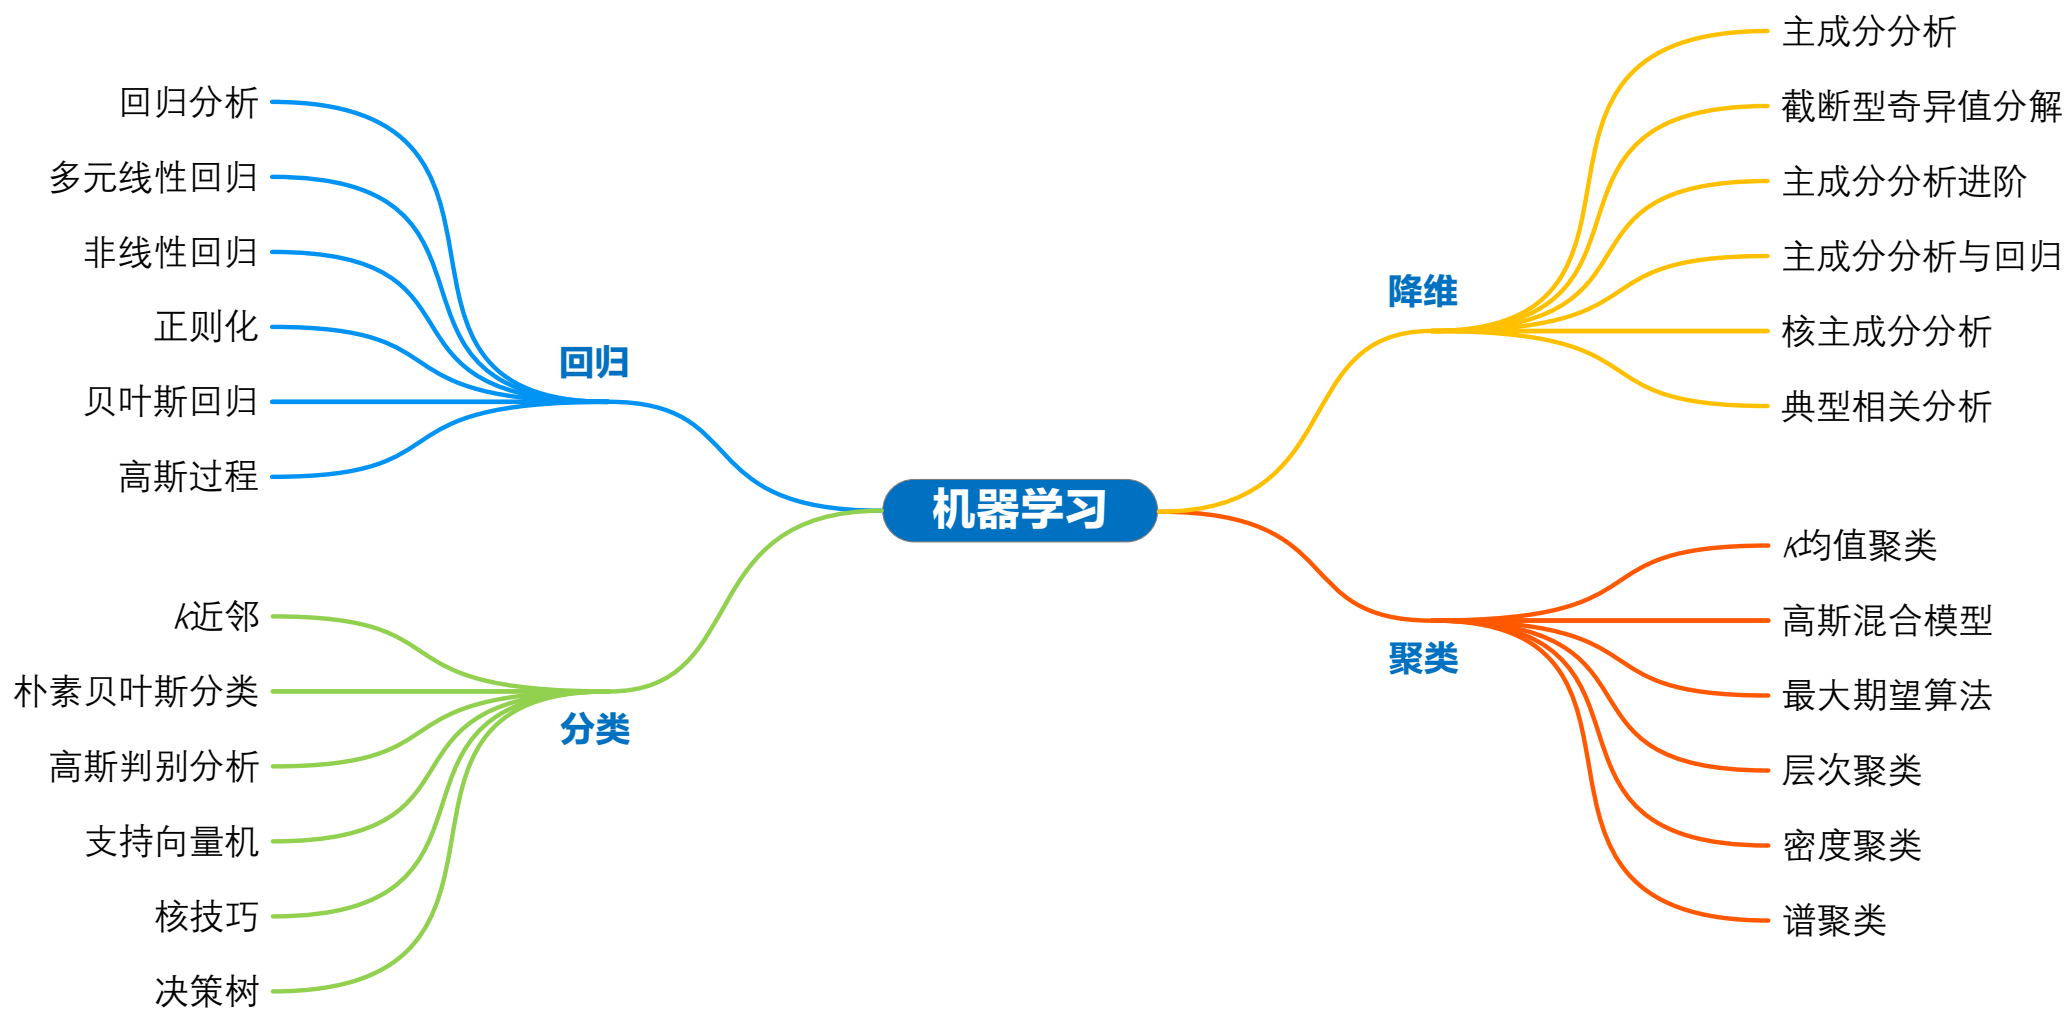 机器学习
回归
回归分析
多元线性回归
非线性回归
正则化
贝叶斯回归
高斯过程
分类
k近邻
朴素贝叶斯分类
高斯判别分析
支持向量机
核技巧
决策树
降维
主成分分析
截断型奇异值分解
主成分分析进阶
主成分分析与回归
核主成分分析
典型相关分析
聚类
K均值聚类
高斯混合模型
最大期望算法
层次聚类
密度聚类
谱聚类